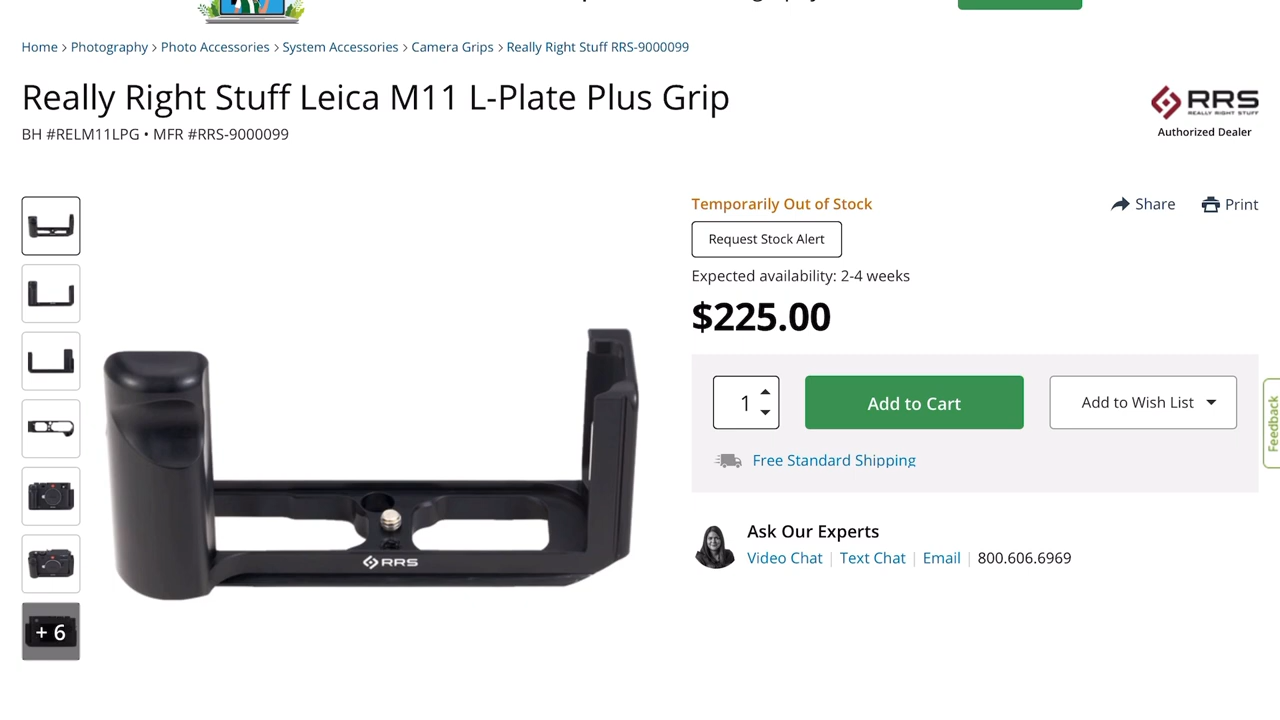 Home > Photography > Photo Accessories > System Accessories > Camera Grips > Really Right Stuff RRS-9000099
Really Right Stuff Leica M11 L-Plate Plus Grip
BH #RELM11LPG • MFR #RRS-9000099
RRS
REALLY RIGHT STUFF
Authorized Dealer
Temporarily Out of Stock
Share
Print
Request Stock Alert
Expected availability: 2-4 weeks
$225.00
1
Add to Cart
Add to Wish List
Free Standard Shipping
Feedback
Ask Our Experts
Video Chat | Text Chat | Email | 800.606.6969
RRS
+ 6